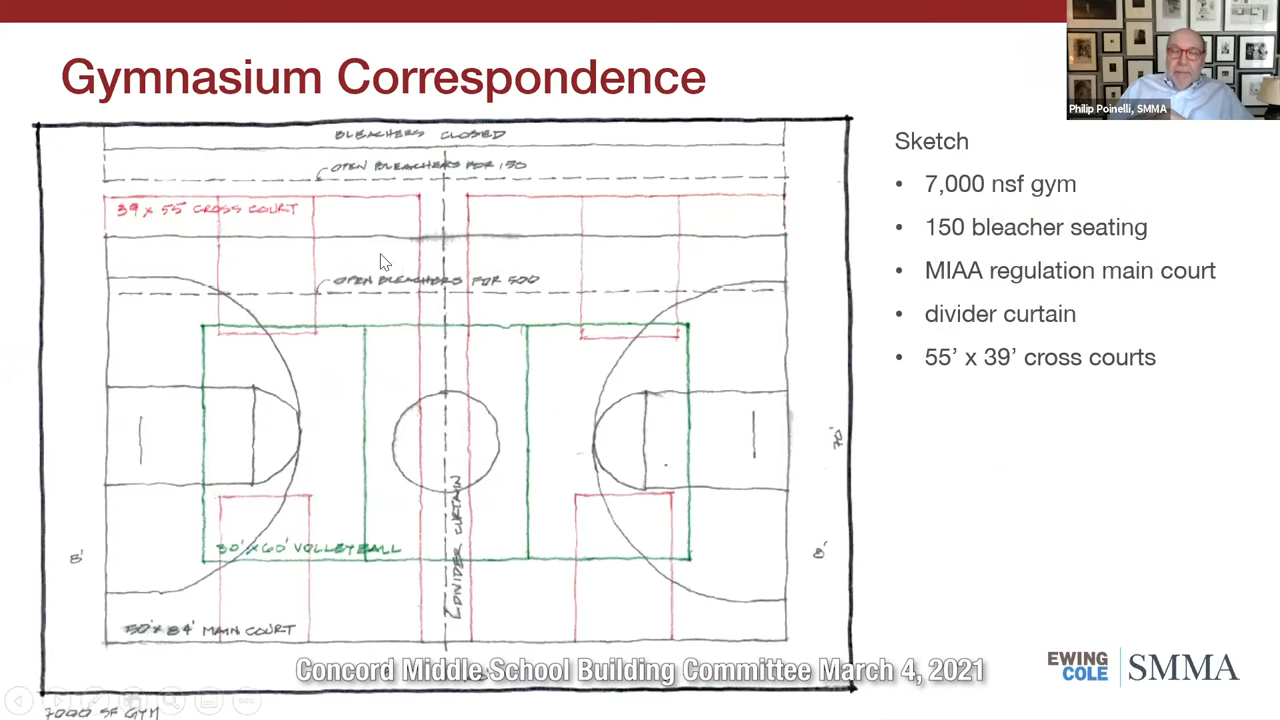 Gymnasium Correspondence
Philip Poinelli, SMMA
BLEACHERS CLOSED
OPEN BLEACHERS FOR 150
39 x 55' CROSS COURT
OPEN BLEACHERS FOR 500
DIVIDER CURTAIN
30' x 60' VOLLEYBALL
50' x 84' MAIN COURT
8'
8'
70'
7000 SF GYM
Sketch
• 7,000 nsf gym
• 150 bleacher seating
• MIAA regulation main court
• divider curtain
• 55’ x 39’ cross courts
Concord Middle School Building Committee March 4, 2021
EWING
COLE
SMMA